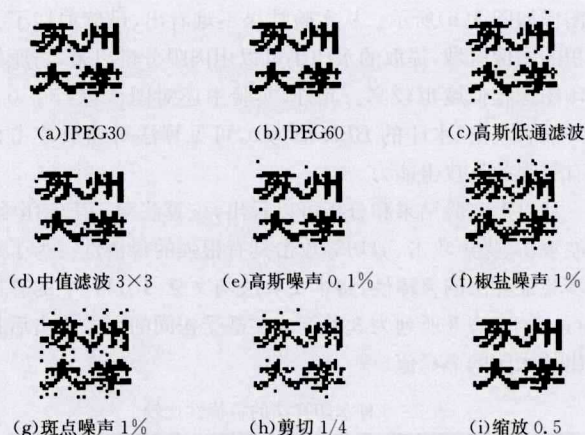 苏州 苏州 苏州
大学 大学 大学
(a)JPEG30 (b)JPEG60 (c)高斯低通滤波
苏州 苏州 苏州
大学 大学 大学
(d)中值滤波 3×3 (e)高斯噪声 0.1% (f)椒盐噪声 1%
苏州 苏州 苏州
大学 大学 大学
(g)斑点噪声 1% (h)剪切 1/4 (i)缩放 0.5